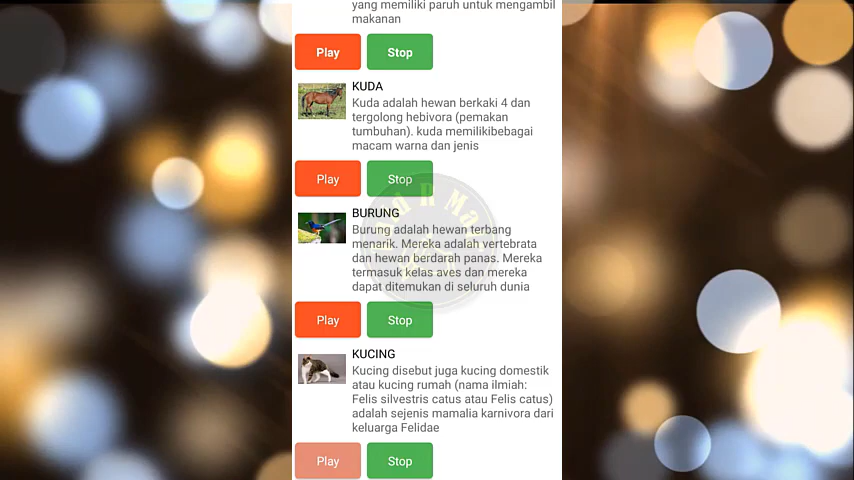 yang memiliki paruh untuk mengambil
makanan
Play Stop
KUDA
Kuda adalah hewan berkaki 4 dan
tergolong hebivora (pemakan
tumbuhan). kuda memilikibebagai
macam warna dan jenis
Play Stop
BURUNG
Burung adalah hewan terbang
menarik. Mereka adalah vertebrata
dan hewan berdarah panas. Mereka
termasuk kelas aves dan mereka
dapat ditemukan di seluruh dunia
Play Stop
KUCING
Kucing disebut juga kucing domestik
atau kucing rumah (nama ilmiah:
Felis silvestris catus atau Felis catus)
adalah sejenis mamalia karnivora dari
keluarga Felidae
Play Stop